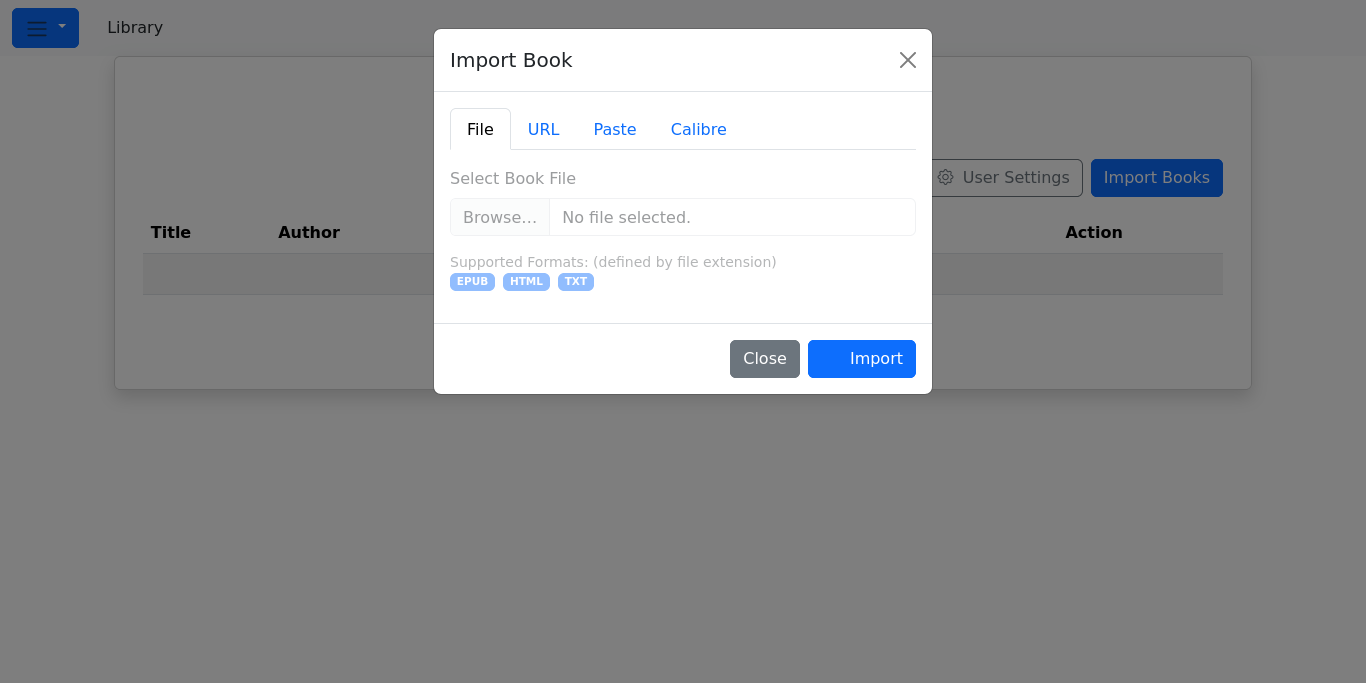 Library
Import Book
File URL Paste Calibre
Select Book File
Browse... No file selected.
Supported Formats: (defined by file extension)
EPUB HTML TXT
Close Import
User Settings Import Books
Title Author Action